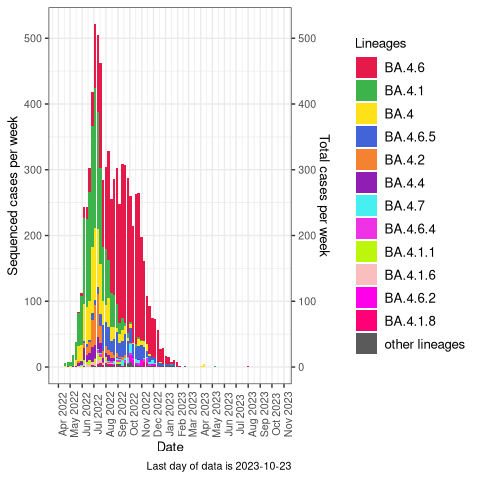 Sequenced cases per week
500
400
300
200
100
0
500
400
300
200
100
0
Total cases per week
Apr 2022
May 2022
Jun 2022
Jul 2022
Aug 2022
Sep 2022
Oct 2022
Nov 2022
Dec 2022
Jan 2023
Feb 2023
Mar 2023
Apr 2023
May 2023
Jun 2023
Jul 2023
Aug 2023
Sep 2023
Oct 2023
Nov 2023
Date
Last day of data is 2023-10-23
Lineages
BA.4.6
BA.4.1
BA.4
BA.4.6.5
BA.4.2
BA.4.4
BA.4.7
BA.4.6.4
BA.4.1.1
BA.4.1.6
BA.4.6.2
BA.4.1.8
other lineages